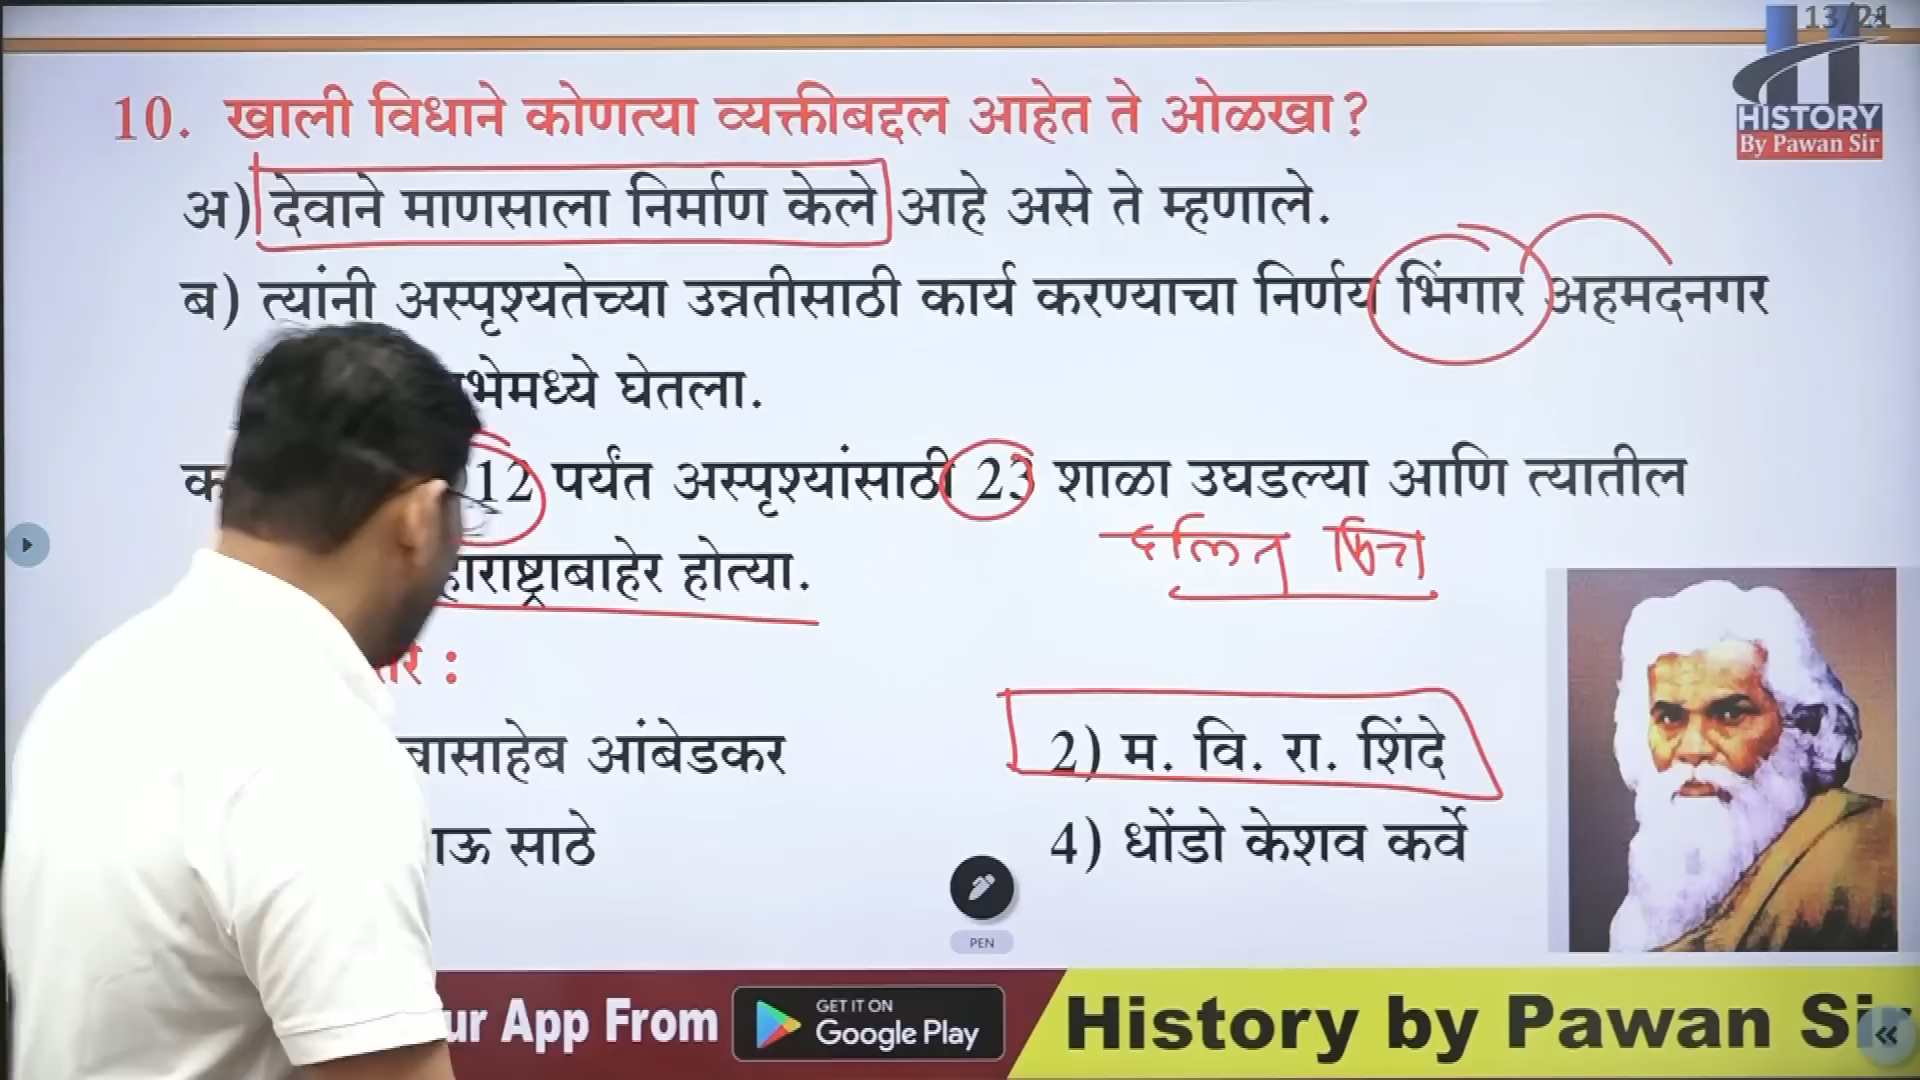 13/21
HISTORY
By Pawan Sir
10. खाली विधाने कोणत्या व्यक्तीबद्दल आहेत ते ओळखा?
अ) देवाने माणसाला निर्माण केले आहे असे ते म्हणाले.
ब) त्यांनी अस्पृश्यतेच्या उन्नतीसाठी कार्य करण्याचा निर्णय भिंगार अहमदनगर
भेमध्ये घेतला.
क 12 पर्यंत अस्पृश्यांसाठी 23 शाळा उघडल्या आणि त्यातील
हाराष्ट्राबाहेर होत्या.
दलित
:
बासाहेब आंबेडकर
2) म. वि. रा. शिंदे
ाऊ साठे
4) धोंडो केशव कर्वे
PEN
ur App From
GET IT ON
Google Play
History by Pawan Sir